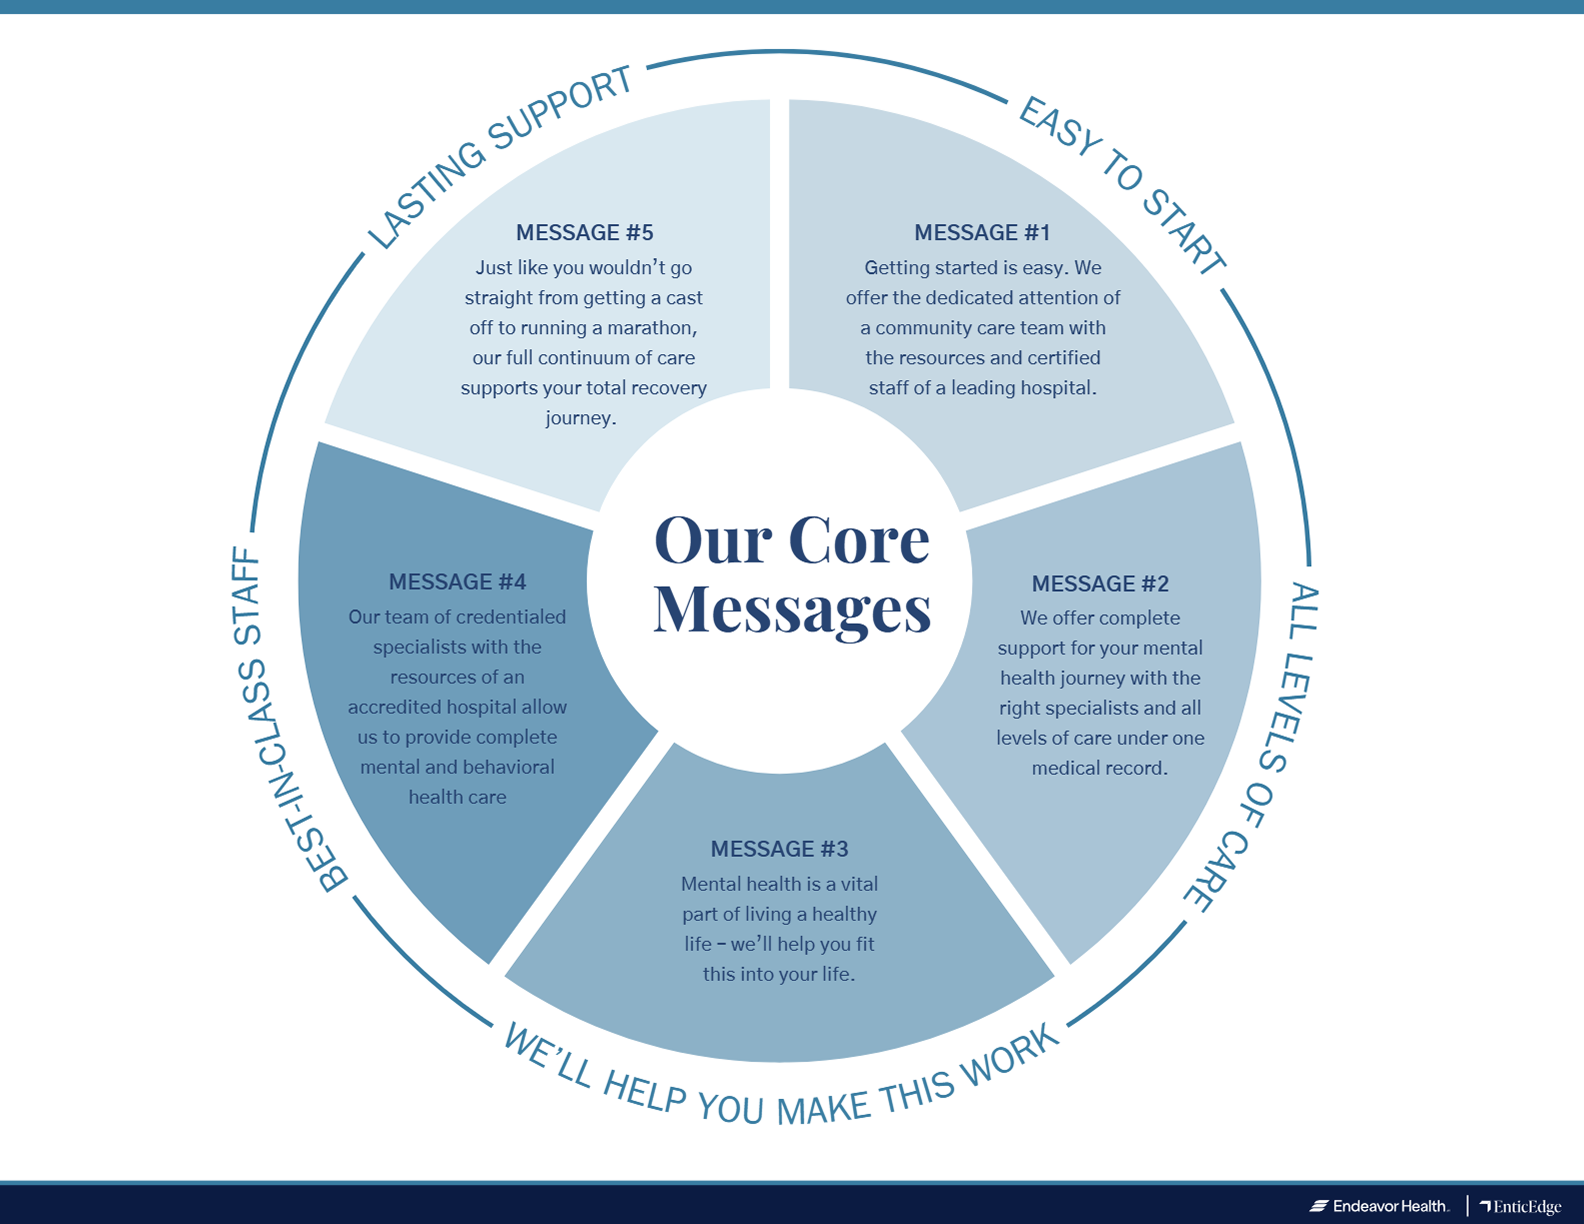 LASTING SUPPORT
EASY TO START
MESSAGE #5
Just like you wouldn’t go
straight from getting a cast
off to running a marathon,
our full continuum of care
supports your total recovery
journey.
MESSAGE #1
Getting started is easy. We
offer the dedicated attention of
a community care team with
the resources and certified
staff of a leading hospital.
Our Core
Messages
BEST-IN-CLASS STAFF
MESSAGE #4
Our team of credentialed
specialists with the
resources of an
accredited hospital allow
us to provide complete
mental and behavioral
health care
MESSAGE #2
We offer complete
support for your mental
health journey with the
right specialists and all
levels of care under one
medical record.
ALL LEVELS OF CARE
MESSAGE #3
Mental health is a vital
part of living a healthy
life – we’ll help you fit
this into your life.
WE’LL HELP YOU MAKE THIS WORK
Endeavor Health
EnticEdge